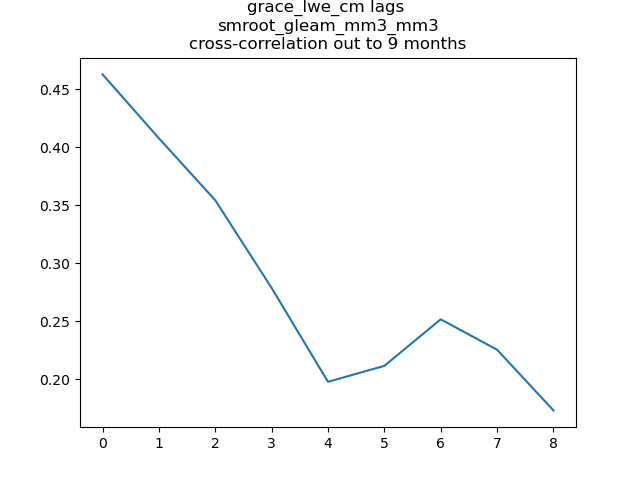 grace_lwe_cm lags
smroot_gleam_mm3_mm3
cross-correlation out to 9 months
0.45
0.40
0.35
0.30
0.25
0.20
0 1 2 3 4 5 6 7 8